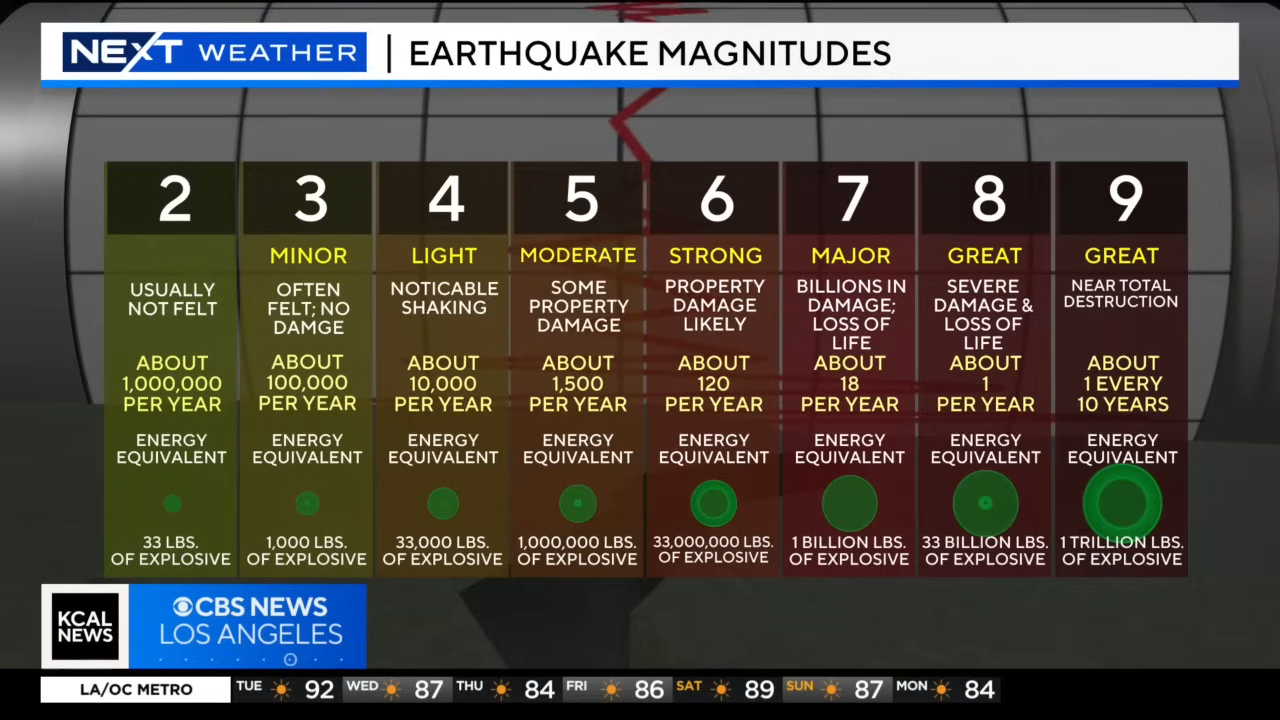 NEXT WEATHER | EARTHQUAKE MAGNITUDES
2
USUALLY
NOT FELT
ABOUT
1,000,000
PER YEAR
ENERGY
EQUIVALENT
33 LBS.
OF EXPLOSIVE
3
MINOR
OFTEN
FELT; NO
DAMGE
ABOUT
100,000
PER YEAR
ENERGY
EQUIVALENT
1,000 LBS.
OF EXPLOSIVE
4
LIGHT
NOTICABLE
SHAKING
ABOUT
10,000
PER YEAR
ENERGY
EQUIVALENT
33,000 LBS.
OF EXPLOSIVE
5
MODERATE
SOME
PROPERTY
DAMAGE
ABOUT
1,500
PER YEAR
ENERGY
EQUIVALENT
1,000,000 LBS.
OF EXPLOSIVE
6
STRONG
PROPERTY
DAMAGE
LIKELY
ABOUT
120
PER YEAR
ENERGY
EQUIVALENT
33,000,000 LBS.
OF EXPLOSIVE
7
MAJOR
BILLIONS IN
DAMAGE;
LOSS OF
LIFE
ABOUT
18
PER YEAR
ENERGY
EQUIVALENT
1 BILLION LBS.
OF EXPLOSIVE
8
GREAT
SEVERE
DAMAGE &
LOSS OF
LIFE
ABOUT
1
PER YEAR
ENERGY
EQUIVALENT
33 BILLION LBS.
OF EXPLOSIVE
9
GREAT
NEAR TOTAL
DESTRUCTION
ABOUT
1 EVERY
10 YEARS
ENERGY
EQUIVALENT
1 TRILLION LBS.
OF EXPLOSIVE
KCAL
NEWS
CBS NEWS
LOS ANGELES
LA/OC METRO TUE 92 WED 87 THU 84 FRI 86 SAT 89 SUN 87 MON 84